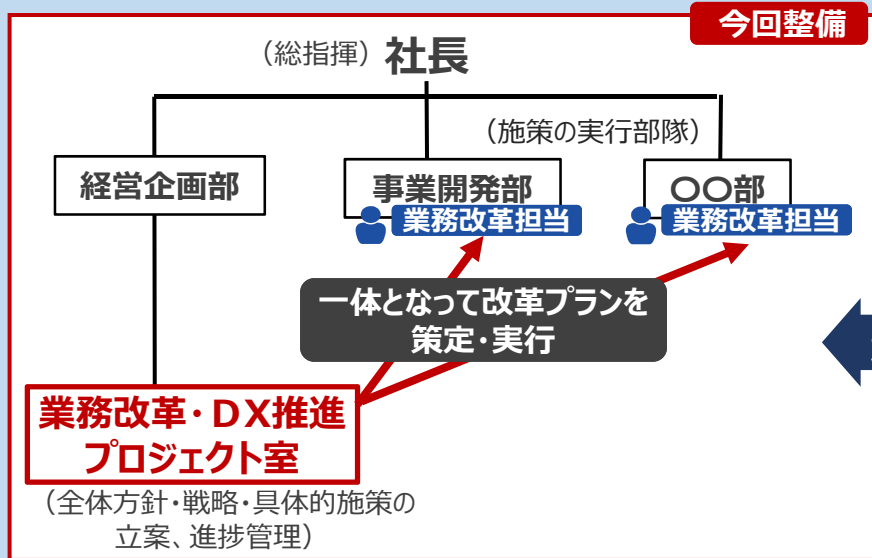 今回整備
（総指揮）社長
（施策の実行部隊）
経営企画部
事業開発部
業務改革担当
〇〇部
業務改革担当
一体となって改革プランを
策定・実行
業務改革・DX推進
プロジェクト室
（全体方針・戦略・具体的施策の
立案、進捗管理）